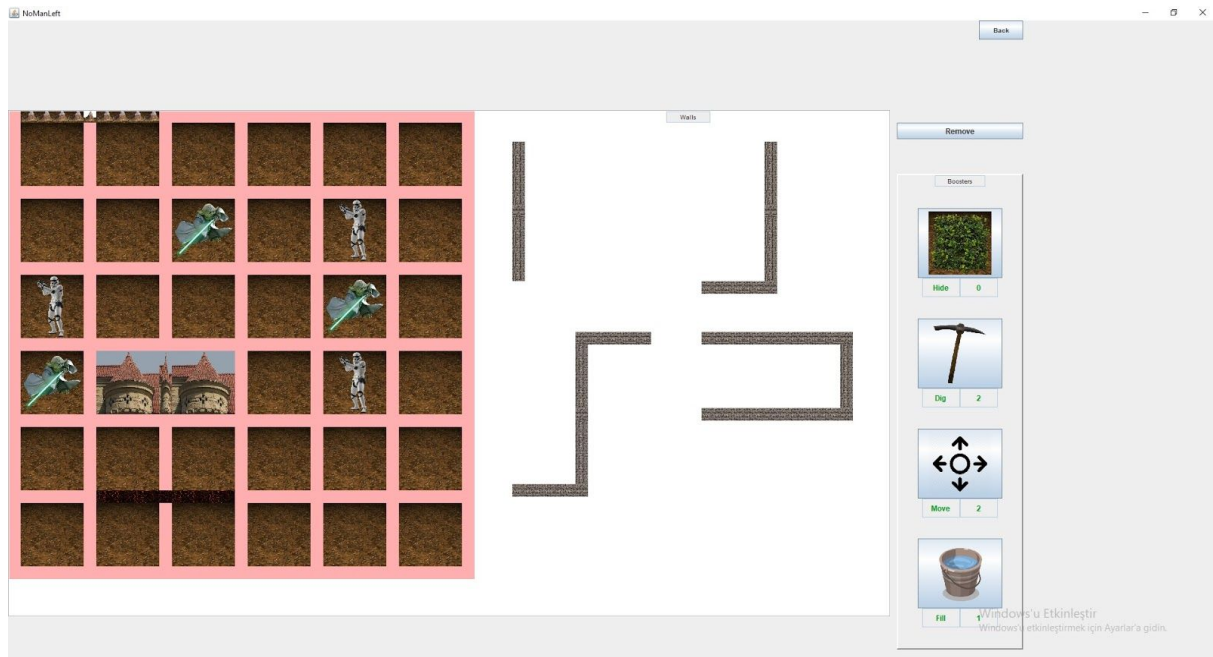 NoManLeft
Back
Walls
Remove
Boosters
Hide 0
Dig 2
Move 2
Fill 1
Windows'u Etkinleştir
Windows'u etkinleştirmek için Ayarlar'a gidin.